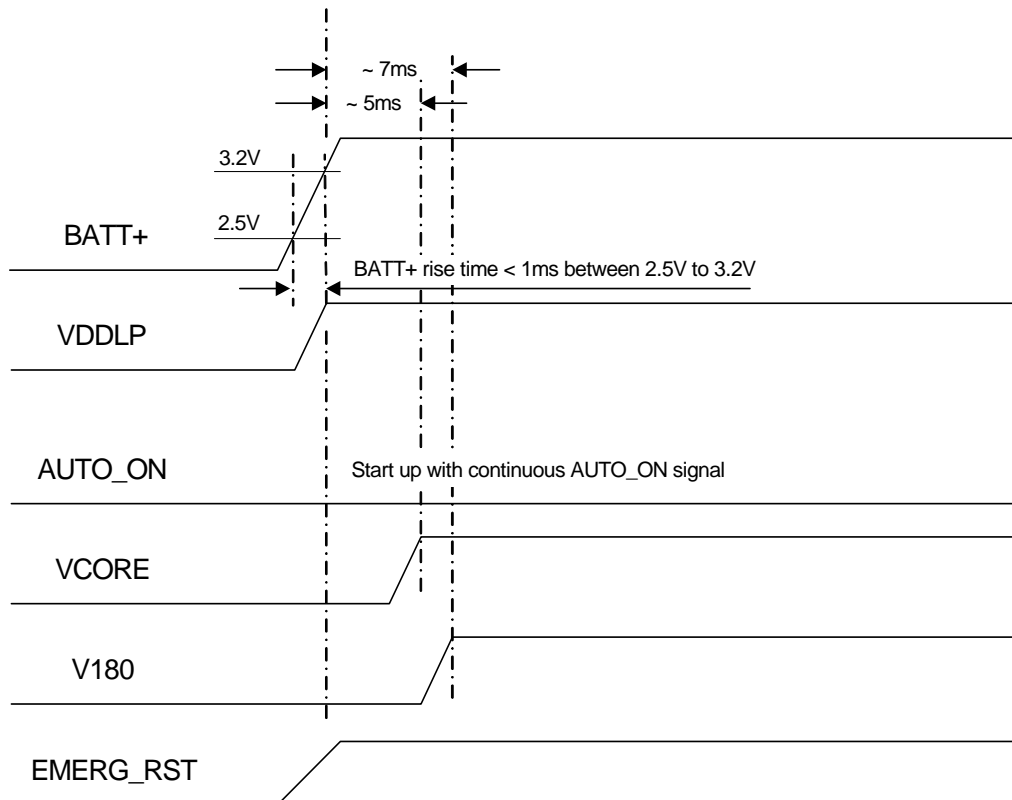 ~ 7ms
~ 5ms
3.2V
2.5V
BATT+
BATT+ rise time < 1ms between 2.5V to 3.2V
VDDLP
AUTO_ON
Start up with continuous AUTO_ON signal
VCORE
V180
EMERG_RST